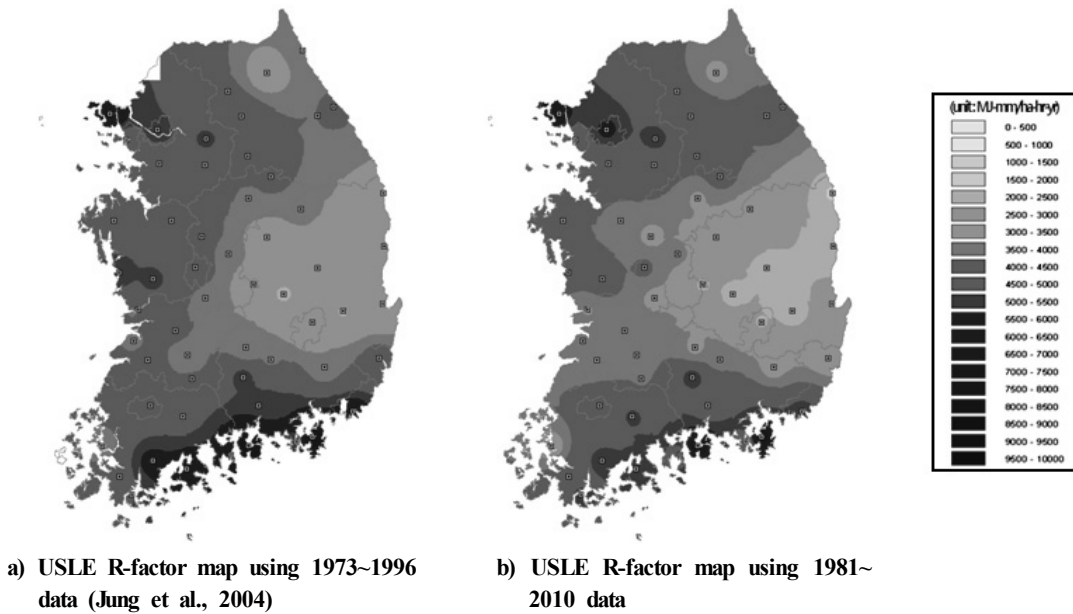 (unit: MJ-mm/ha-hr-yr)
0 - 500
500 - 1000
1000 - 1500
1500 - 2000
2000 - 2500
2500 - 3000
3000 - 3500
3500 - 4000
4000 - 4500
4500 - 5000
5000 - 5500
5500 - 6000
6000 - 6500
6500 - 7000
7000 - 7500
7500 - 8000
8000 - 8500
8500 - 9000
9000 - 9500
9500 - 10000
a) USLE R-factor map using 1973~1996
data (Jung et al., 2004)
b) USLE R-factor map using 1981~
2010 data